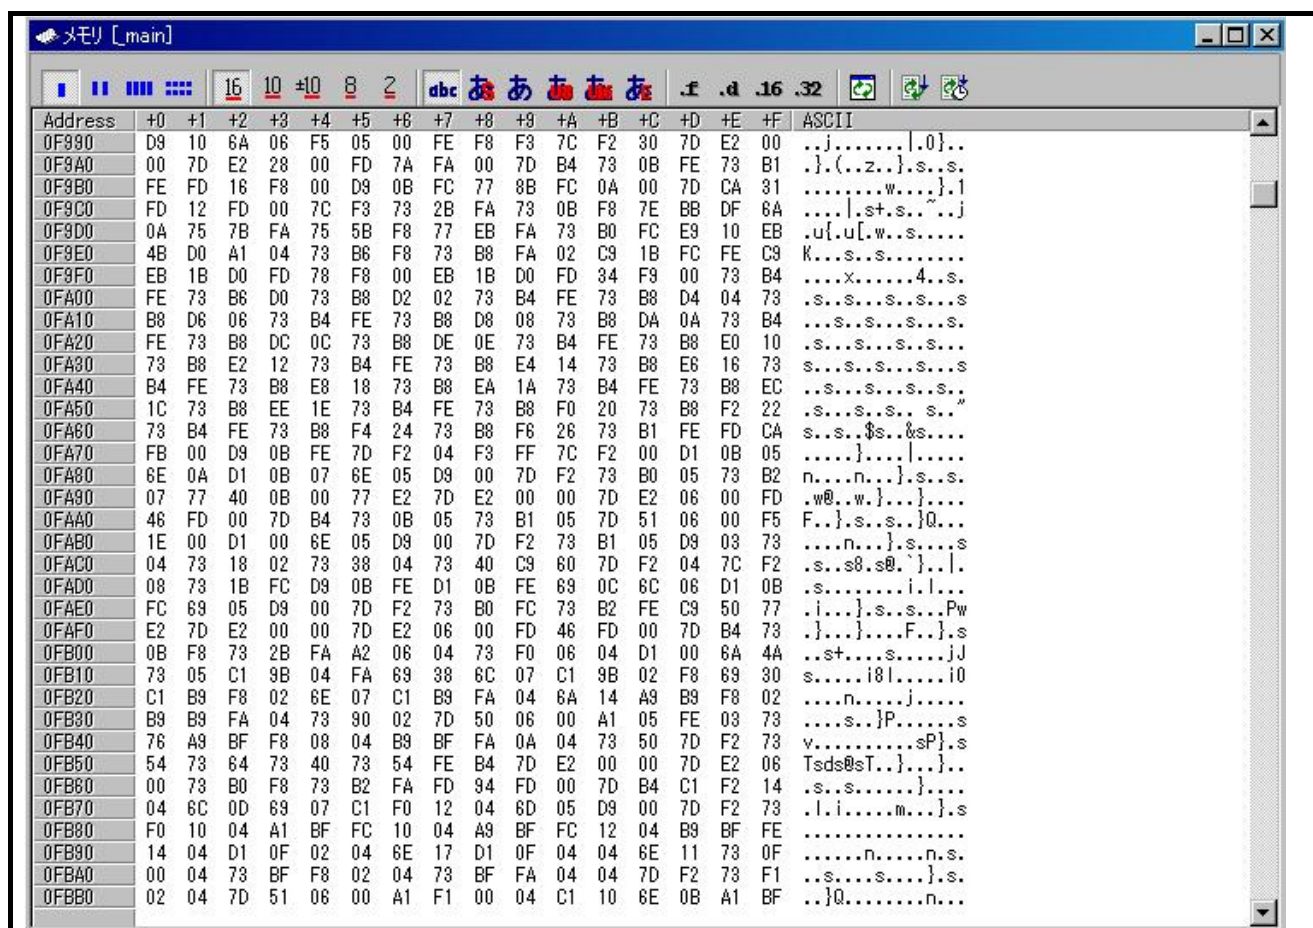 メモリ [_main]
16 10 ±10 8 2 abc あ あ あ あ あ .f .d .16 .32
Address +0 +1 +2 +3 +4 +5 +6 +7 +8 +9 +A +B +C +D +E +F ASCII
0F990 D9 10 6A 06 F5 05 00 FE F8 F3 7C F2 30 7D E2 00 ..j.......|.0}..
0F9A0 00 7D E2 28 00 FD 7A FA 00 7D B4 73 0B FE 73 B1 .}.(..z..}.s..s.
0F9B0 FE FD 16 F8 00 D9 0B FC 77 8B FC 0A 00 7D CA 31 ........w....}.1
0F9C0 FD 12 FD 00 7C F3 73 2B FA 73 0B F8 7E BB DF 6A ....|.s+.s..~..j
0F9D0 0A 75 7B FA 75 5B F8 77 EB FA 73 B0 FC E9 10 EB .u{.u[.w..s.....
0F9E0 4B D0 A1 04 73 B6 F8 73 B8 FA 02 C9 1B FC FE C9 K...s..s........
0F9F0 EB 1B D0 FD 78 F8 00 EB 1B D0 FD 34 F9 00 73 B4 ....x......4..s.
0FA00 FE 73 B6 D0 73 B8 D2 02 73 B4 FE 73 B8 D4 04 73 .s..s...s..s...s
0FA10 B8 D6 06 73 B4 FE 73 B8 D8 08 73 B8 DA 0A 73 B4 ...s..s...s...s.
0FA20 FE 73 B8 DC 0C 73 B8 DE 0E 73 B4 FE 73 B8 E0 10 .s...s...s..s...
0FA30 73 B8 E2 12 73 B4 FE 73 B8 E4 14 73 B8 E6 16 73 s...s..s...s...s
0FA40 B4 FE 73 B8 E8 18 73 B8 EA 1A 73 B4 FE 73 B8 EC ..s...s...s..s..
0FA50 1C 73 B8 EE 1E 73 B4 FE 73 B8 F0 20 73 B8 F2 22 .s...s..s.. s.."
0FA60 73 B4 FE 73 B8 F4 24 73 B8 F6 26 73 B1 FE FD CA s..s..$s..&s....
0FA70 FB 00 D9 0B FE 7D F2 04 F3 FF 7C F2 00 D1 0B 05 .....}....|.....
0FA80 6E 0A D1 0B 07 6E 05 D9 00 7D F2 73 B0 05 73 B2 n....n...}.s..s.
0FA90 07 77 40 0B 00 77 E2 7D E2 00 00 7D E2 06 00 FD .w@..w.}...}....
0FAA0 46 FD 00 7D B4 73 0B 05 73 B1 05 7D 51 06 00 F5 F..}.s..s..}Q...
0FAB0 1E 00 D1 00 6E 05 D9 00 7D F2 73 B1 05 D9 03 73 ....n...}.s....s
0FAC0 04 73 18 02 73 38 04 73 40 C9 60 7D F2 04 7C F2 .s..s8.s@.`}..|.
0FAD0 08 73 1B FC D9 0B FE D1 0B FE 69 0C 6C 06 D1 0B .s........i.l...
0FAE0 FC 69 05 D9 00 7D F2 73 B0 FC 73 B2 FE C9 50 77 .i...}.s..s...Pw
0FAF0 E2 7D E2 00 00 7D E2 06 00 FD 46 FD 00 7D B4 73 .}...}....F..}.s
0FB00 0B F8 73 2B FA A2 06 04 73 F0 06 04 D1 00 6A 4A ..s+....s.....jJ
0FB10 73 05 C1 9B 04 FA 69 38 6C 07 C1 9B 02 F8 69 30 s.....i8l.....i0
0FB20 C1 B9 F8 02 6E 07 C1 B9 FA 04 6A 14 A9 B9 F8 02 ....n.....j.....
0FB30 B9 B9 FA 04 73 90 02 7D 50 06 00 A1 05 FE 03 73 ....s..}P......s
0FB40 76 A9 BF F8 08 04 B9 BF FA 0A 04 73 50 7D F2 73 v..........sP}.s
0FB50 54 73 64 73 40 73 54 FE B4 7D E2 00 00 7D E2 06 Tsds@sT..}...}..
0FB60 00 73 B0 F8 73 B2 FA FD 94 FD 00 7D B4 C1 F2 14 .s..s......}....
0FB70 04 6C 0D 69 07 C1 F0 12 04 6D 05 D9 00 7D F2 73 .l.i.....m...}.s
0FB80 F0 10 04 A1 BF FC 10 04 A9 BF FC 12 04 B9 BF FE ................
0FB90 14 04 D1 0F 02 04 6E 17 D1 0F 04 04 6E 11 73 0F ......n.....n.s.
0FBA0 00 04 73 BF F8 02 04 73 BF FA 04 04 7D F2 73 F1 ..s....s....}.s.
0FBB0 02 04 7D 51 06 00 A1 F1 00 04 C1 10 6E 0B A1 BF ..}Q........n...